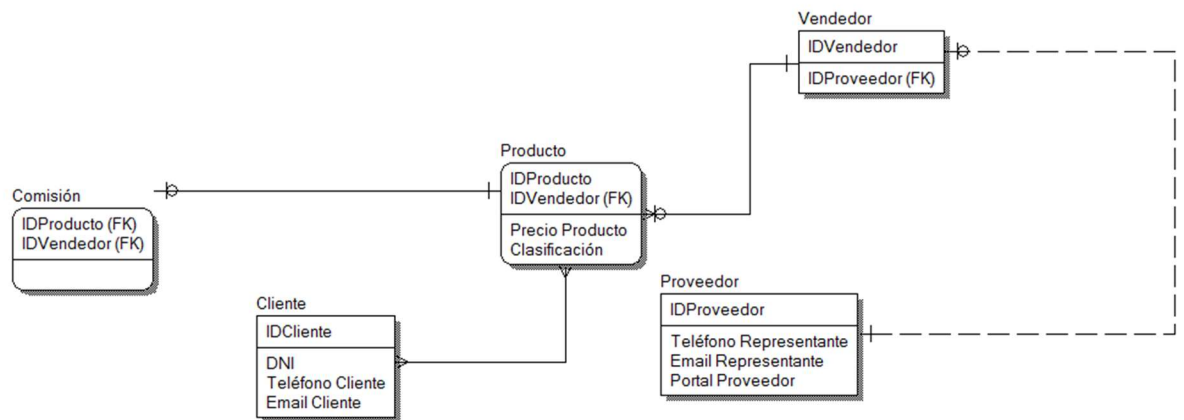 Vendedor
IDVendedor
IDProveedor (FK)
Producto
IDProducto
IDVendedor (FK)
Precio Producto
Clasificación
Comisión
IDProducto (FK)
IDVendedor (FK)
Cliente
IDCliente
DNI
Teléfono Cliente
Email Cliente
Proveedor
IDProveedor
Teléfono Representante
Email Representante
Portal Proveedor